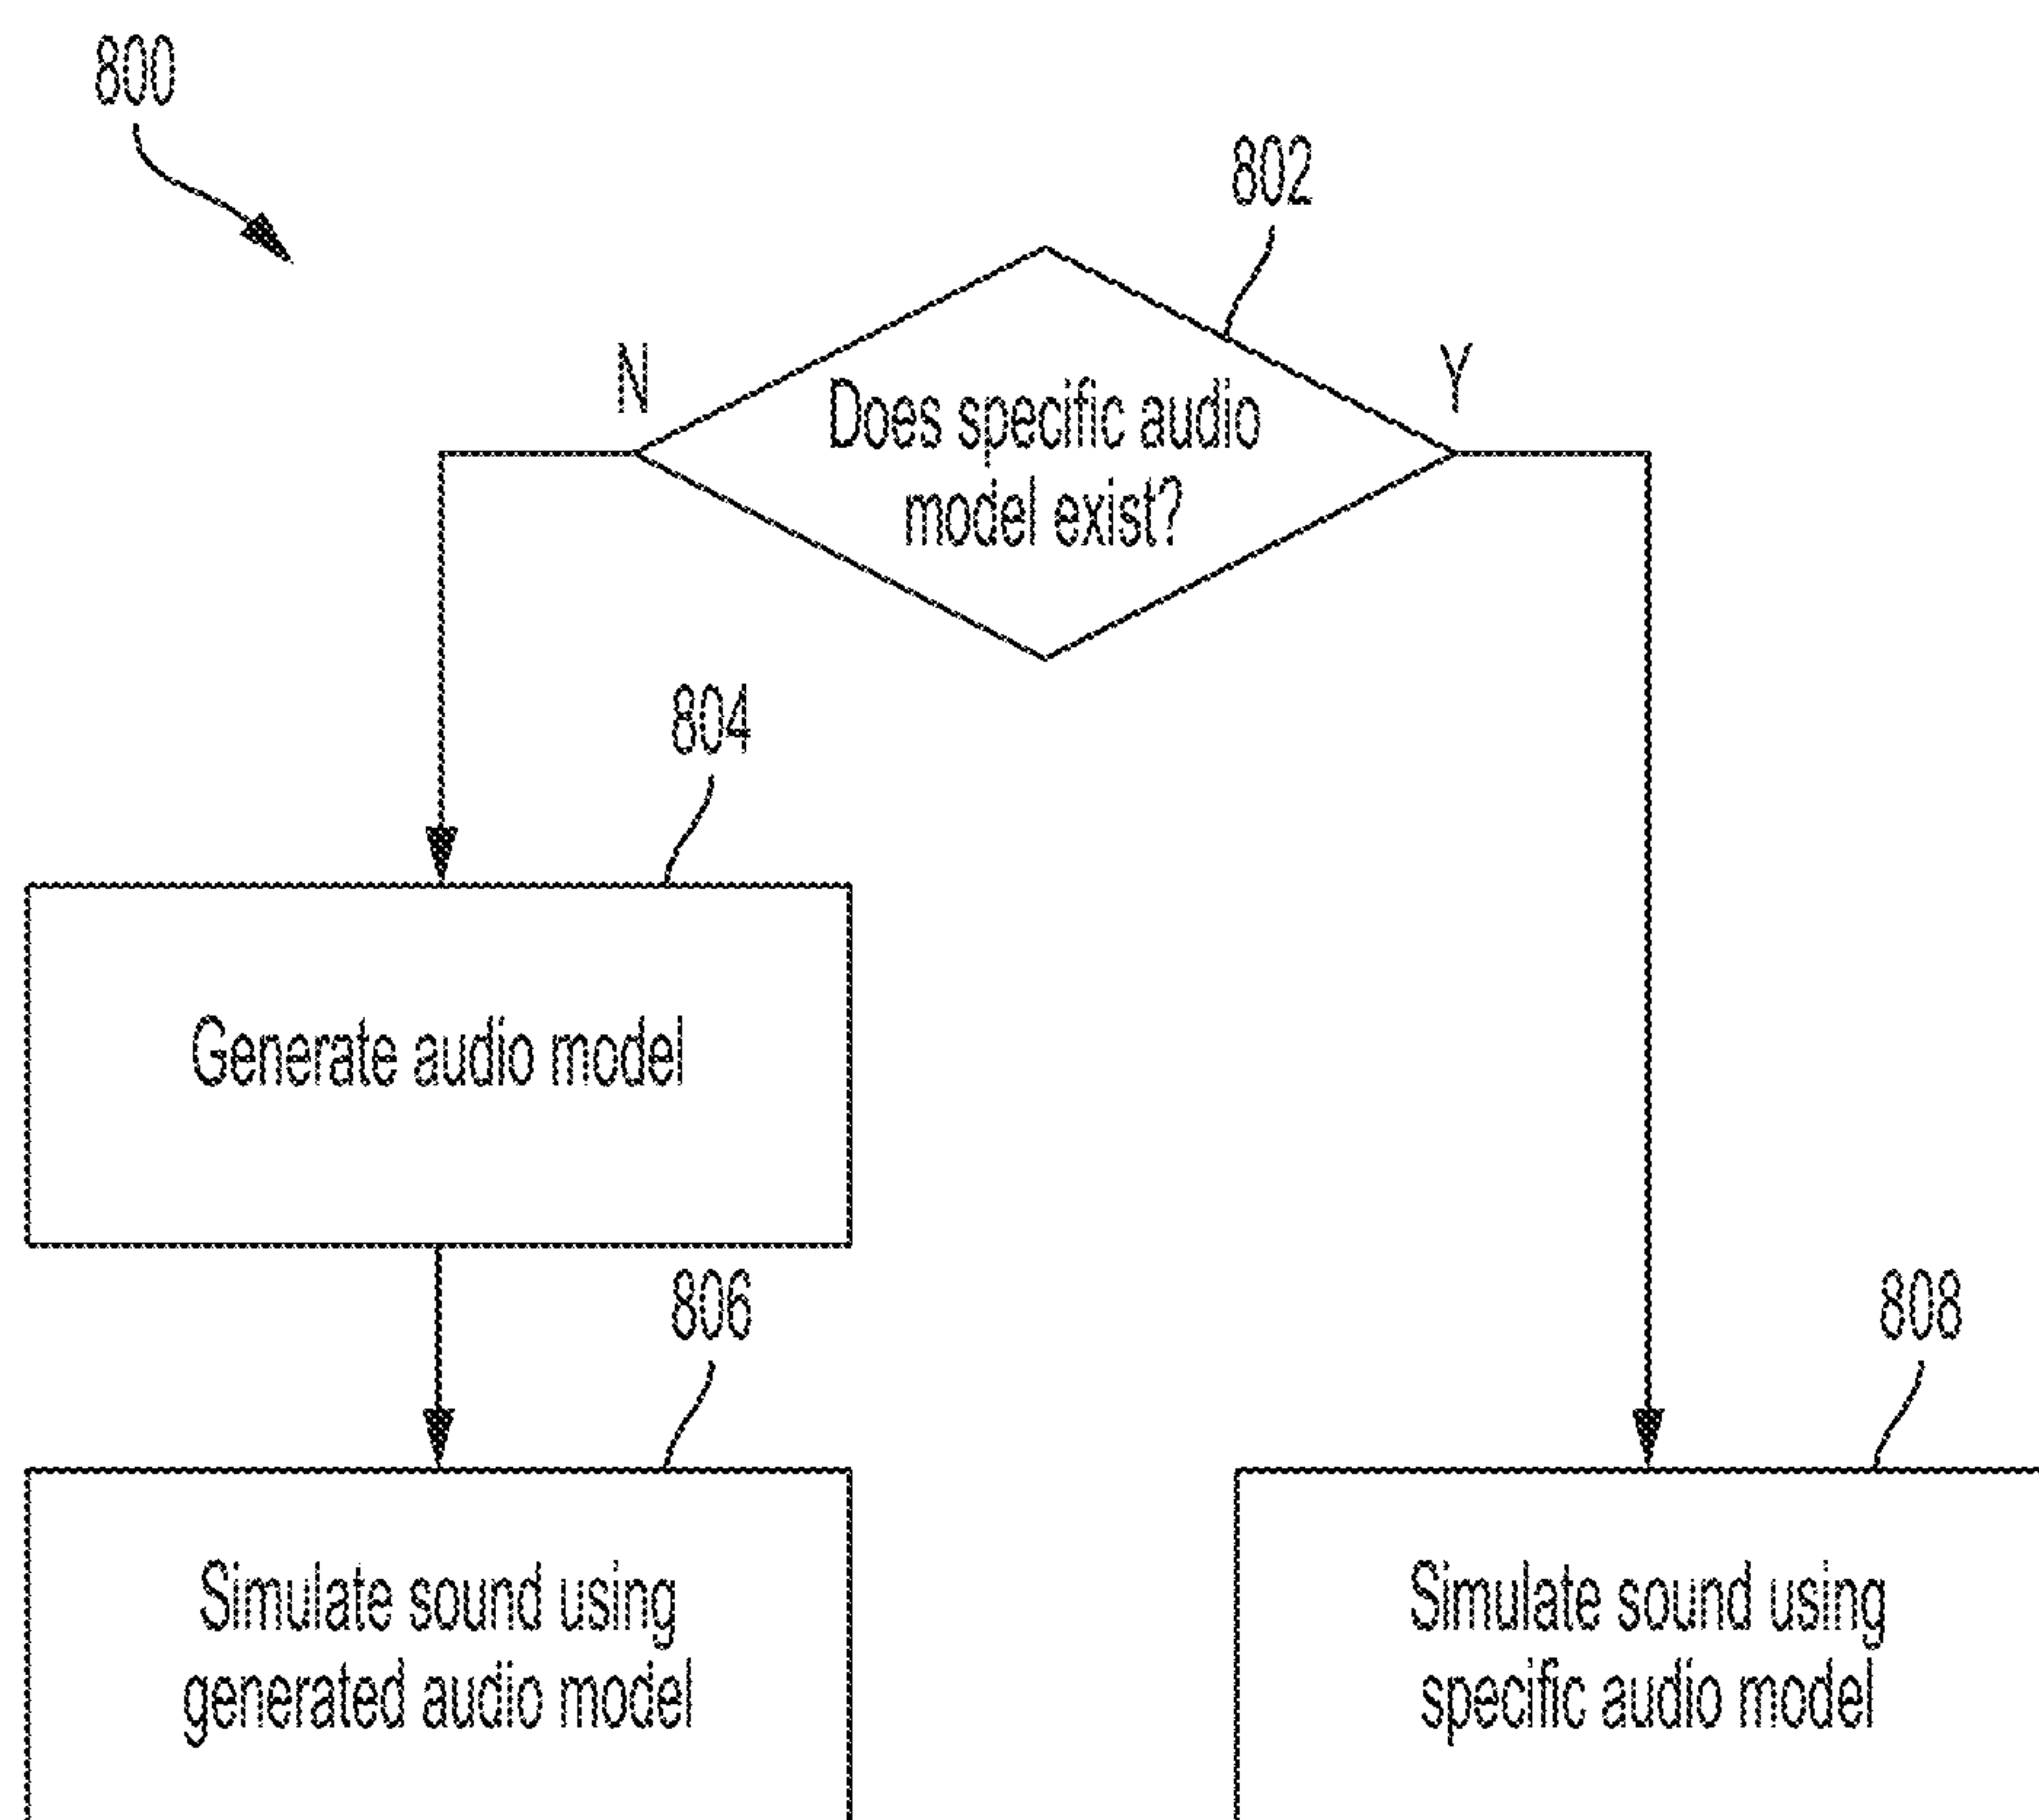 800
802
N
Y
Does specific audio
model exist?
804
Generate audio model
806
808
Simulate sound using
generated audio model
Simulate sound using
specific audio model